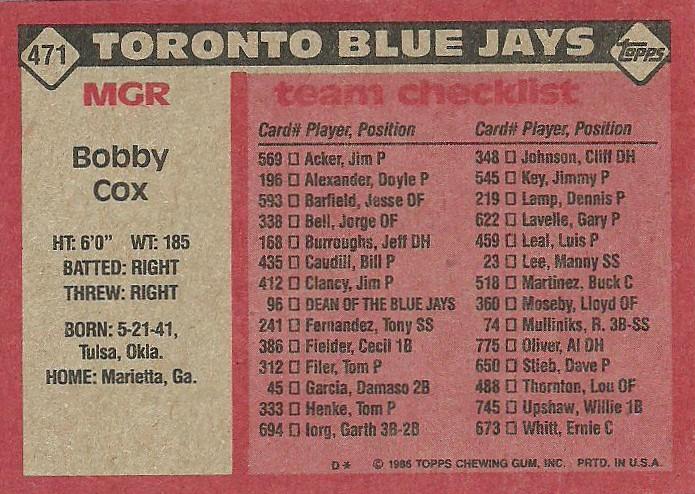 471 TORONTO BLUE JAYS topps
MGR
Bobby
Cox
HT: 6'0" WT: 185
BATTED: RIGHT
THREW: RIGHT
BORN: 5-21-41,
Tulsa, Okla.
HOME: Marietta, Ga.
team checklist
Card# Player, Position
569 Acker, Jim P
196 Alexander, Doyle P
593 Barfield, Jesse OF
338 Bell, Jorge OF
168 Burroughs, Jeff DH
435 Caudill, Bill P
412 Clancy, Jim P
96 DEAN OF THE BLUE JAYS
241 Fernandez, Tony SS
386 Fielder, Cecil 1B
312 Filer, Tom P
45 Garcia, Damaso 2B
333 Henke, Tom P
694 Iorg, Garth 3B-2B
Card# Player, Position
348 Johnson, Cliff DH
545 Key, Jimmy P
219 Lamp, Dennis P
622 Lavelle, Gary P
459 Leal, Luis P
23 Lee, Manny SS
518 Martinez, Buck C
360 Moseby, Lloyd OF
74 Mulliniks, R. 3B-SS
775 Oliver, Al DH
650 Stieb, Dave P
488 Thornton, Lou OF
745 Upshaw, Willie 1B
673 Whitt, Ernie C
D* © 1986 TOPPS CHEWING GUM, INC. PRTD. IN U.S.A.